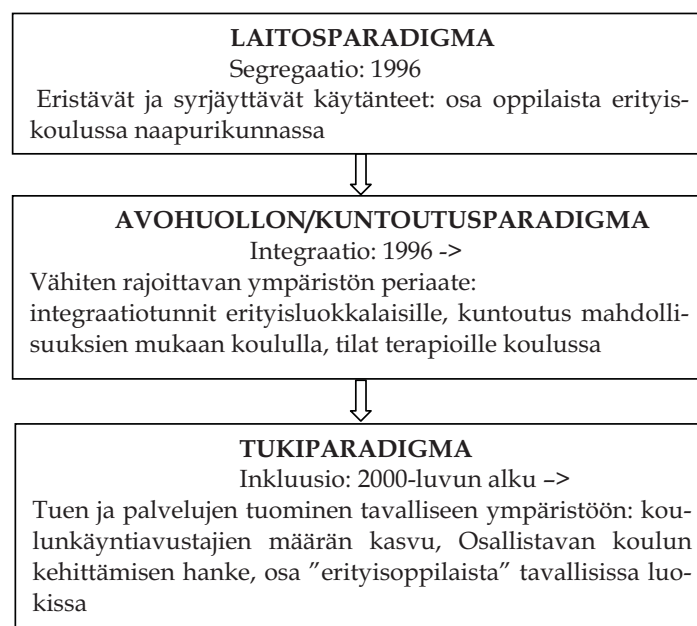 LAITOSPARADIGMA
Segregaatio: 1996
Eristävät ja syrjäyttävät käytänteet: osa oppilaista erityis-
koulussa naapurikunnassa
AVOHUOLLON/KUNTOUTUSPARADIGMA
Integraatio: 1996 ->
Vähiten rajoittavan ympäristön periaate:
integraatiotunnit erityisluokkalaisille, kuntoutus mahdolli-
suuksien mukaan koululla, tilat terapioille koulussa
TUKIPARADIGMA
Inkluusio: 2000-luvun alku –>
Tuen ja palvelujen tuominen tavalliseen ympäristöön: kou-
lunkäyntiavustajien määrän kasvu, Osallistavan koulun
kehittämisen hanke, osa ”erityisoppilaista” tavallisissa luo-
kissa